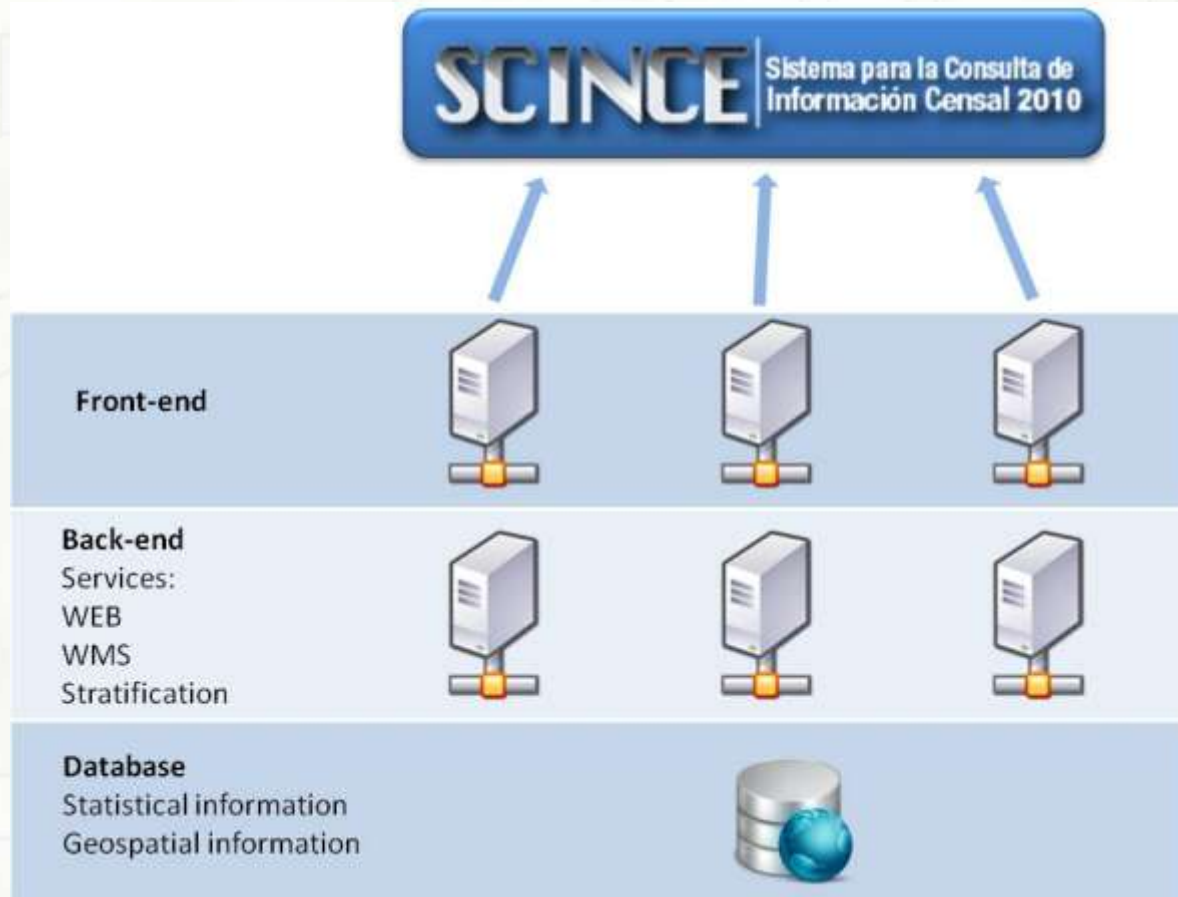 SCINCE
Sistema para la Consulta de
Información Censal 2010
Front-end
Back-end
Services:
WEB
WMS
Stratification
Database
Statistical information
Geospatial information